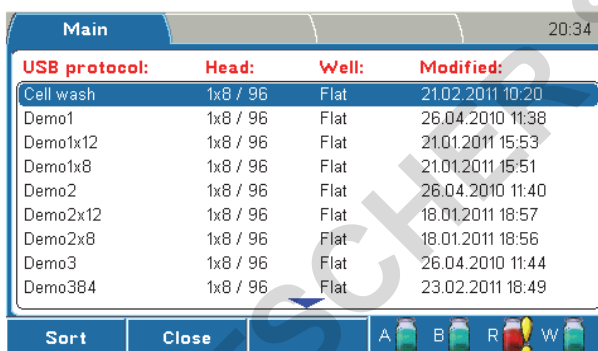 Main 20:34
USB protocol: Head: Well: Modified:
Cell wash 1x8 / 96 Flat 21.02.2011 10:20
Demo1 1x8 / 96 Flat 26.04.2010 11:38
Demo1x12 1x8 / 96 Flat 21.01.2011 15:53
Demo1x8 1x8 / 96 Flat 21.01.2011 15:51
Demo2 1x8 / 96 Flat 26.04.2010 11:40
Demo2x12 1x8 / 96 Flat 18.01.2011 18:57
Demo2x8 1x8 / 96 Flat 18.01.2011 18:56
Demo3 1x8 / 96 Flat 26.04.2010 11:44
Demo384 1x8 / 96 Flat 23.02.2011 18:49
Sort Close A B R W